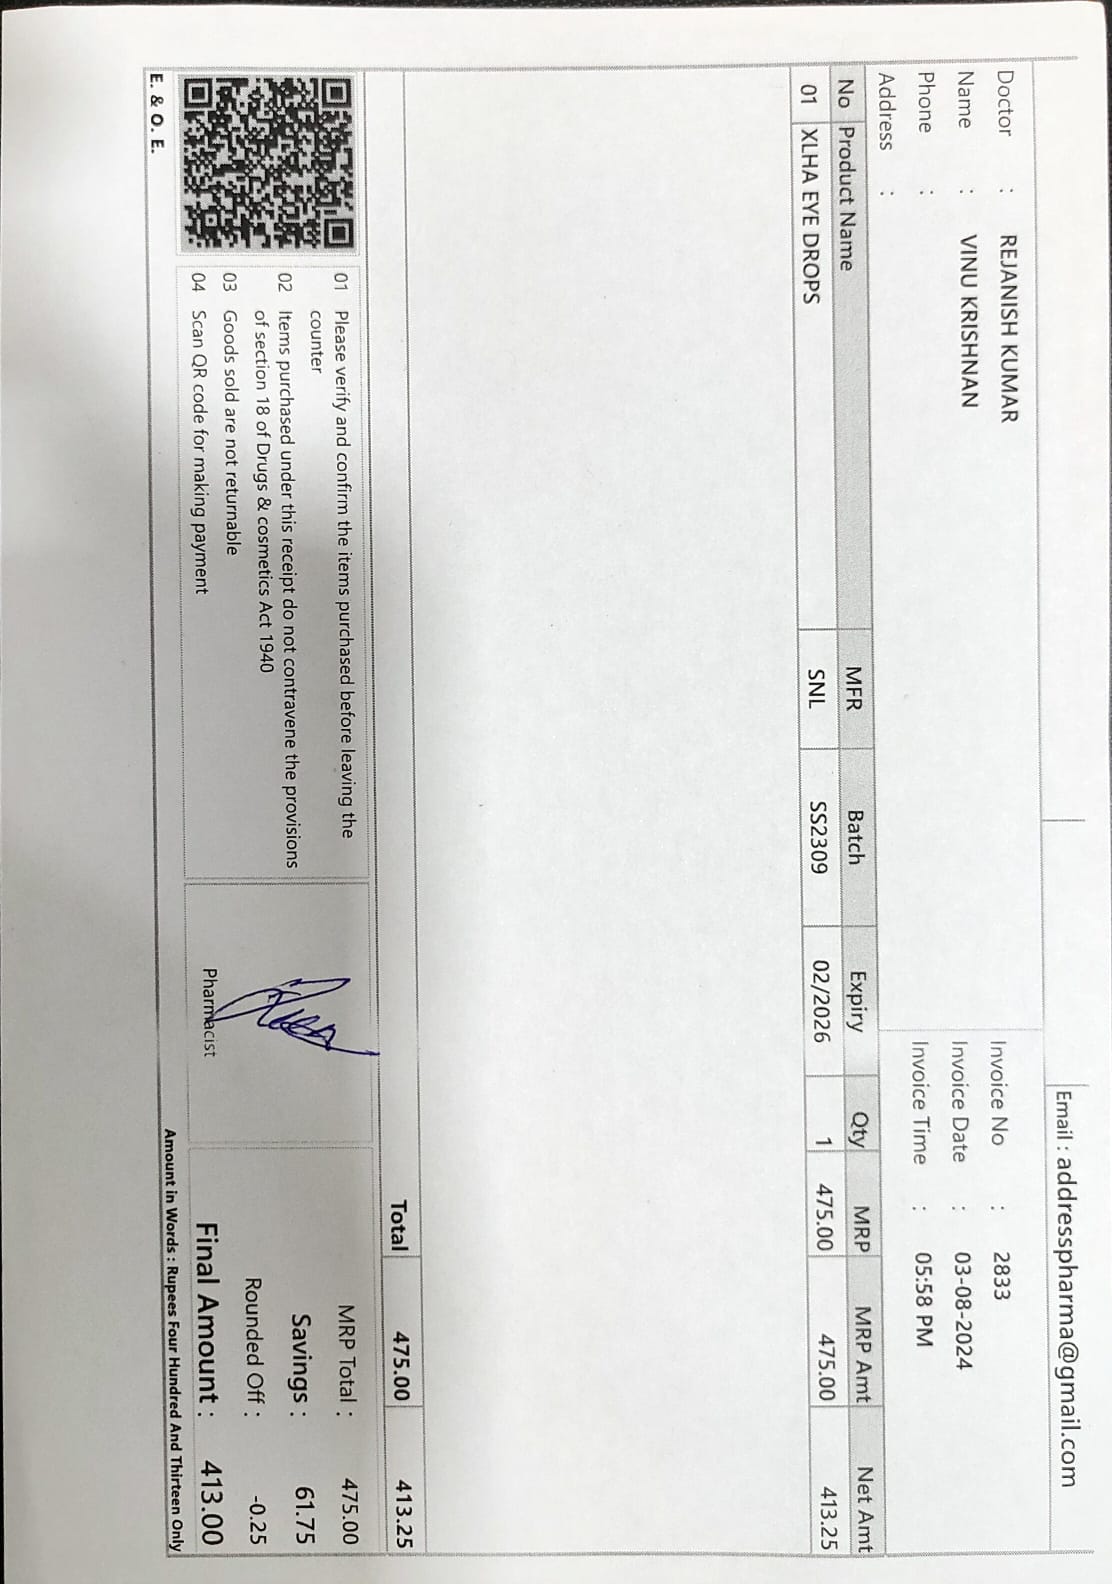 Email : addresspharma@gmail.com
Doctor : REJANISH KUMAR
Name : VINU KRISHNAN
Phone :
Address :
Invoice No : 2833
Invoice Date : 03-08-2024
Invoice Time : 05:58 PM
No Product Name MFR Batch Expiry Qty MRP MRP Amt Net Amt
01 XLHA EYE DROPS SNL SS2309 02/2026 1 475.00 475.00 413.25
Total 475.00 413.25
01 Please verify and confirm the items purchased before leaving the
counter
02 Items purchased under this receipt do not contravene the provisions
of section 18 of Drugs & cosmetics Act 1940
03 Goods sold are not returnable
04 Scan QR code for making payment
E. & O. E.
Pharmacist
MRP Total : 475.00
Savings : 61.75
Rounded Off : -0.25
Final Amount : 413.00
Amount in Words : Rupees Four Hundred And Thirteen Only